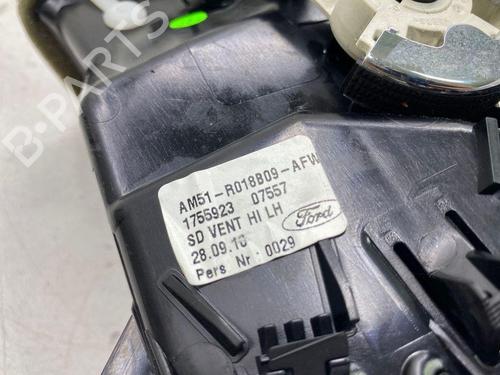 B-PARTS
AM51-R018B09-AFW
1755923 07557
SD VENT HI LH
28.09.10
Ford
Pers Nr: 0029